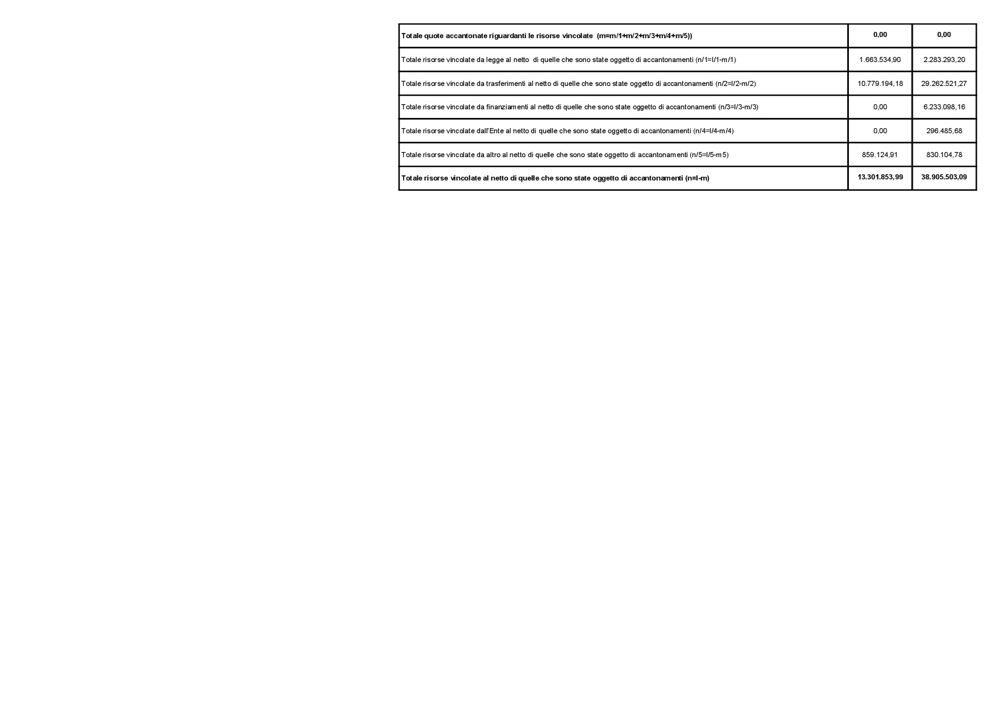 Totale quote accantonate riguardanti le risorse vincolate (m=m/1+m/2+m/3+m/4+m/5)) 0,00 0,00
Totale risorse vincolate da legge al netto di quelle che sono state oggetto di accantonamenti (n/1=l/1-m/1) 1.663.534,90 2.283.293,20
Totale risorse vincolate da trasferimenti al netto di quelle che sono state oggetto di accantonamenti (n/2=l/2-m/2) 10.779.194,18 29.262.521,27
Totale risorse vincolate da finanziamenti al netto di quelle che sono state oggetto di accantonamenti (n/3=l/3-m/3) 0,00 6.233.098,16
Totale risorse vincolate dall'Ente al netto di quelle che sono state oggetto di accantonamenti (n/4=l/4-m/4) 0,00 296.485,68
Totale risorse vincolate da altro al netto di quelle che sono state oggetto di accantonamenti (n/5=l/5-m5) 859.124,91 830.104,78
Totale risorse vincolate al netto di quelle che sono state oggetto di accantonamenti (n=l-m) 13.301.853,99 38.905.503,09